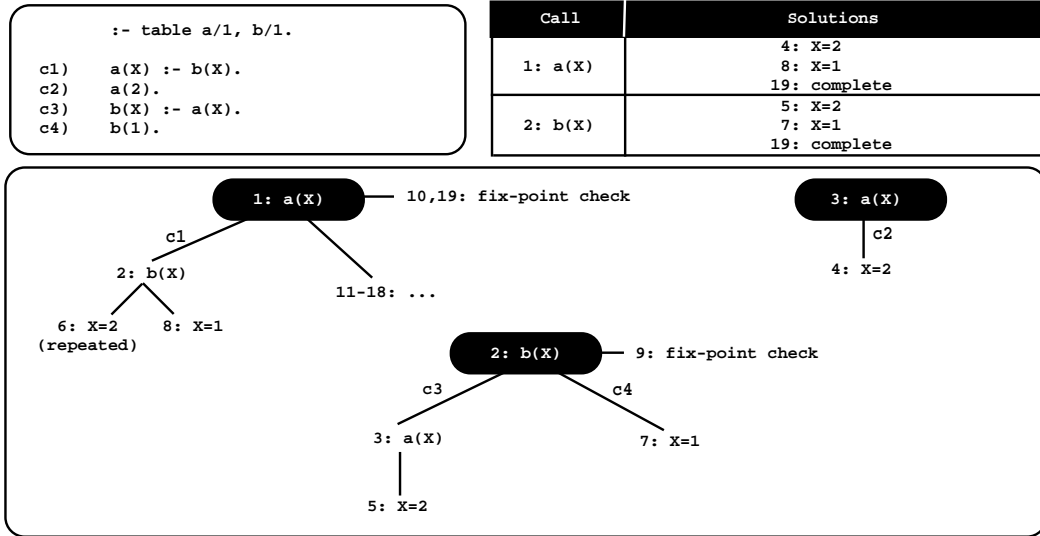 :- table a/1, b/1.
c1) a(X) :- b(X).
c2) a(2).
c3) b(X) :- a(X).
c4) b(1).
Call Solutions
1: a(X)
4: X=2
8: X=1
19: complete
2: b(X)
5: X=2
7: X=1
19: complete
1: a(X) 10,19: fix-point check
c1
2: b(X)
6: X=2
(repeated)
8: X=1
11-18: ...
3: a(X)
c2
4: X=2
2: b(X) 9: fix-point check
c3
c4
3: a(X)
7: X=1
5: X=2